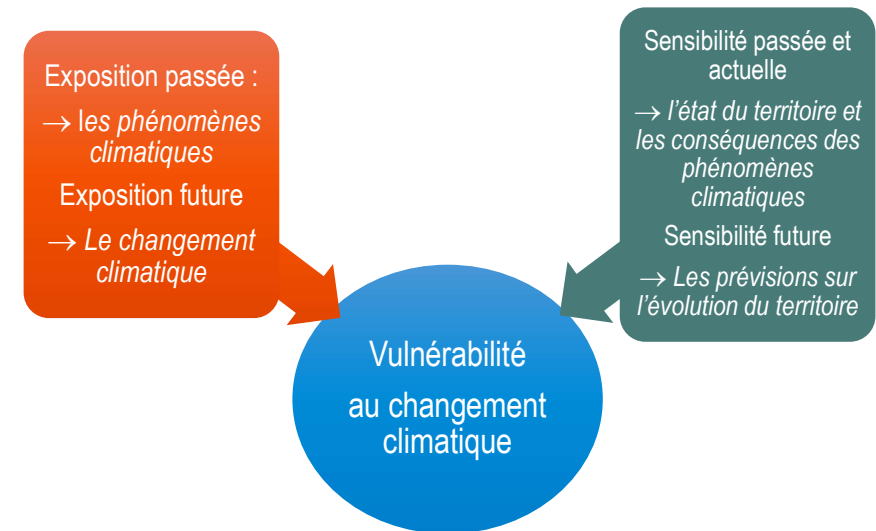 Exposition passée :
→ les phénomènes
climatiques
Exposition future
→ Le changement
climatique
Sensibilité passée et
actuelle
→ l’état du territoire et
les conséquences des
phénomènes
climatiques
Sensibilité future
→ Les prévisions sur
l’évolution du territoire
Vulnérabilité
au changement
climatique